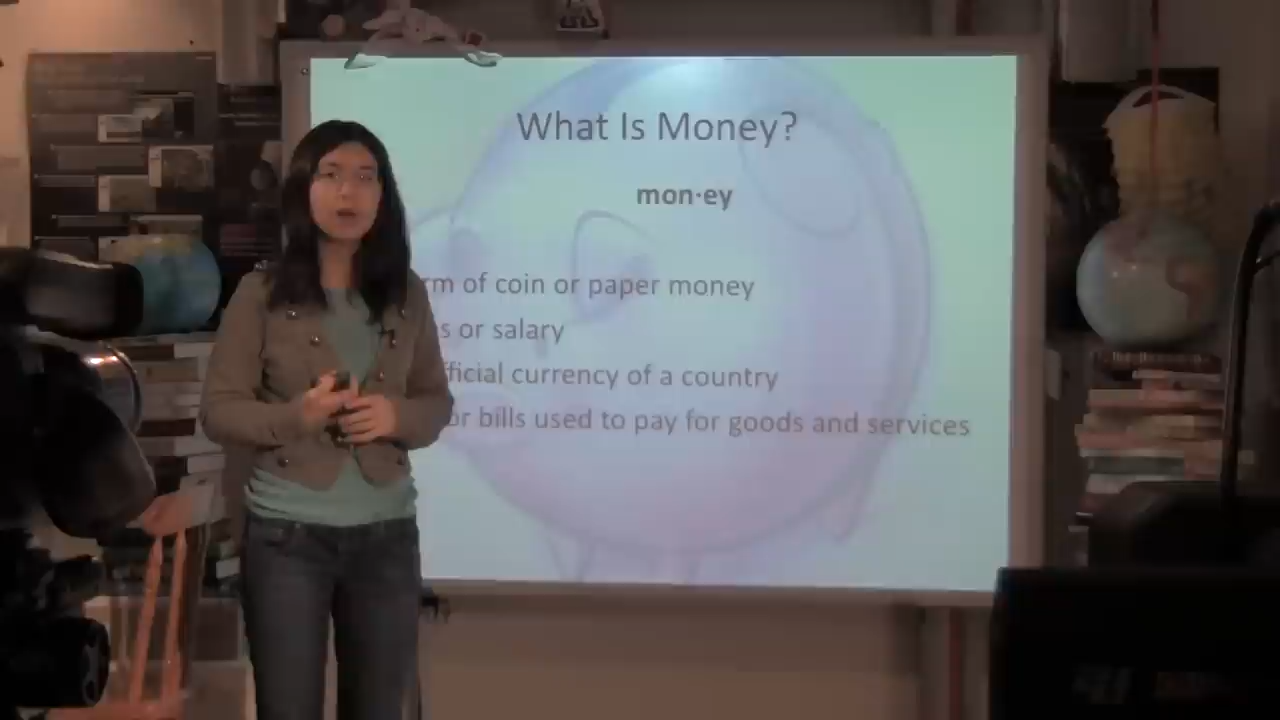 What Is Money?
mon·ey
rm of coin or paper money
s or salary
fficial currency of a country
or bills used to pay for goods and services